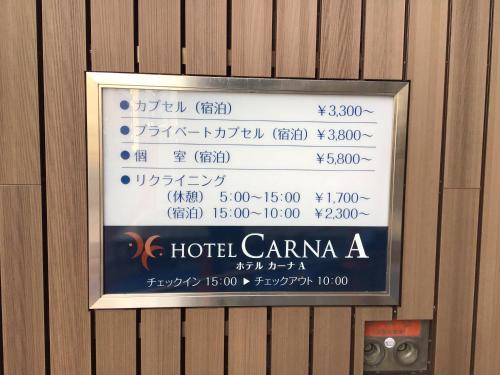 ● カプセル（宿泊） ￥3,300～
● プライベートカプセル（宿泊） ￥3,800～
● 個　　室（宿泊） ￥5,800～
● リクライニング
（休憩） 5:00～15:00 ￥1,700～
（宿泊） 15:00～10:00 ￥2,300～
HOTEL CARNA A
ホテル カーナ A
チェックイン 15:00 ▶ チェックアウト 10:00